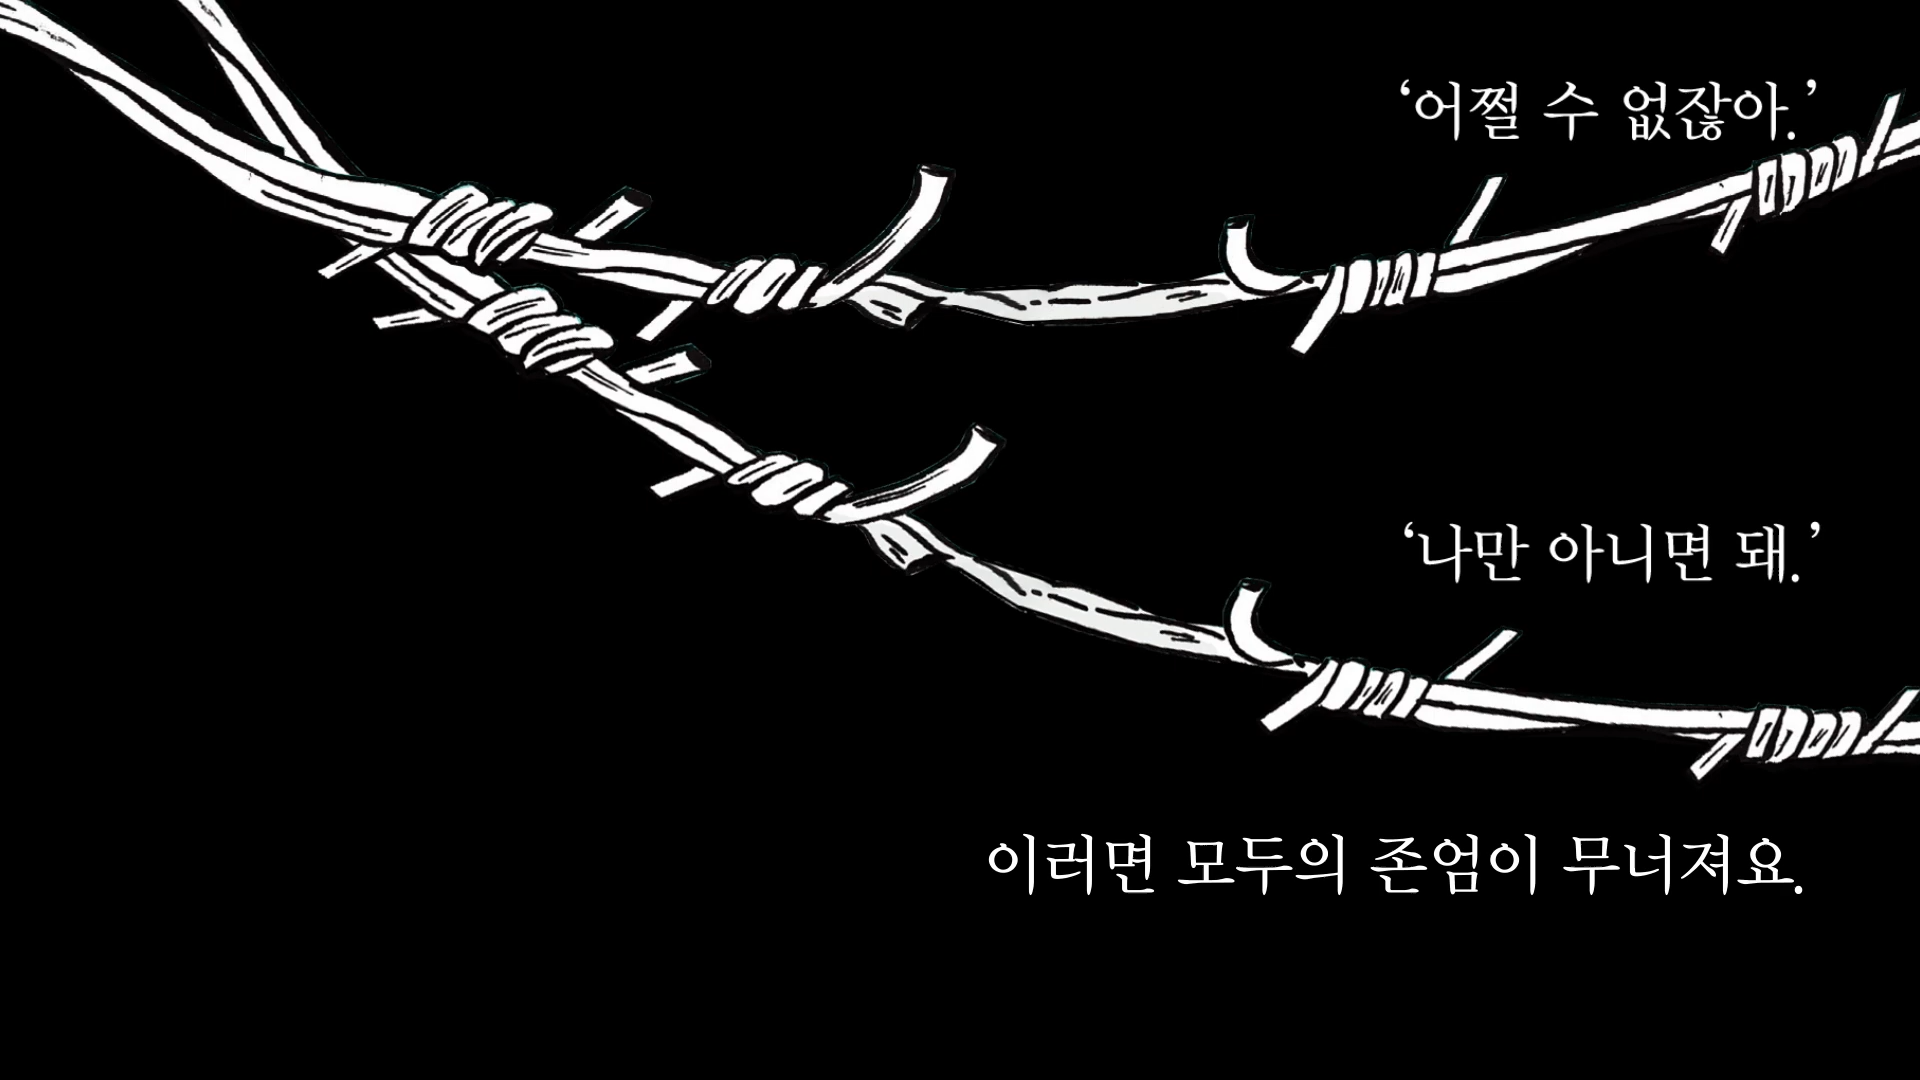 ‘어쩔 수 없잖아.’
‘나만 아니면 돼.’
이러면 모두의 존엄이 무너져요.